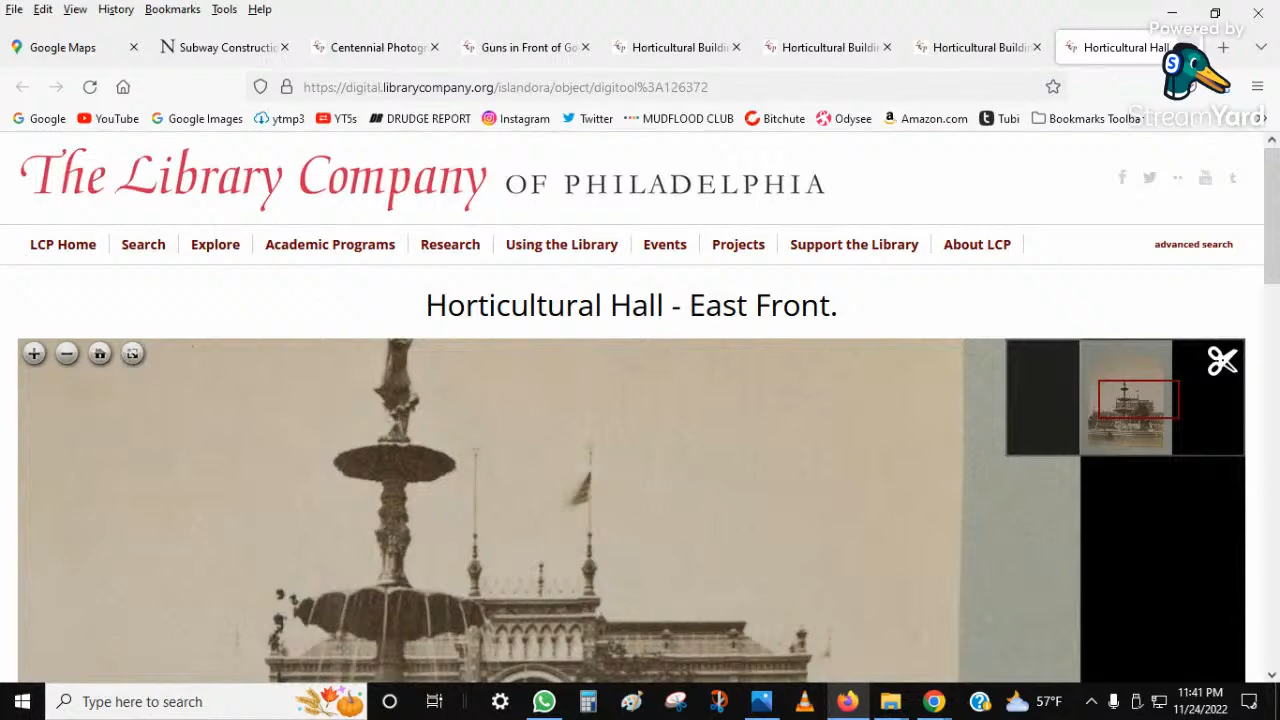 File Edit View History Bookmarks Tools Help
Powered by
Google Maps Subway Constructi Centennial Photog Guns in Front of Go Horticultural Buildi Horticultural Buildi Horticultural Buildi Horticultural Hall
https://digital.librarycompany.org/islandora/object/digitool%3A126372
StreamYard
Google YouTube Google Images ytmp3 YT5s DRUDGE REPORT Instagram Twitter MUDFLOOD CLUB Bitchute Odysee Amazon.com Tubi Bookmarks Toolbar
The Library Company OF PHILADELPHIA
LCP Home Search Explore Academic Programs Research Using the Library Events Projects Support the Library About LCP advanced search
Horticultural Hall - East Front.
Type here to search
57°F
11:41 PM
11/24/2022